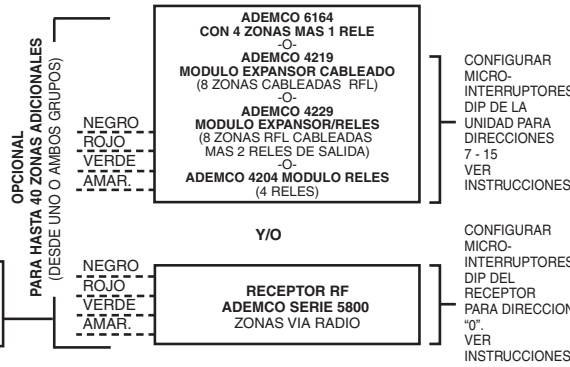 OPCIONAL
PARA HASTA 40 ZONAS ADICIONALES
(DESDE UNO O AMBOS GRUPOS)
NEGRO
ROJO
VERDE
AMAR.
ADEMCO 6164
CON 4 ZONAS MAS 1 RELE
-O-
ADEMCO 4219
MODULO EXPANSOR CABLEADO
(8 ZONAS CABLEADAS RFL)
-O-
ADEMCO 4229
MODULO EXPANSOR/RELES
(8 ZONAS RFL CABLEADAS
MAS 2 RELES DE SALIDA)
-O-
ADEMCO 4204 MODULO RELES
(4 RELES)
CONFIGURAR
MICRO-
INTERRUPTORES
DIP DE LA
UNIDAD PARA
DIRECCIONES
7 - 15
VER
INSTRUCCIONES
Y/O
NEGRO
ROJO
VERDE
AMAR.
RECEPTOR RF
ADEMCO SERIE 5800
ZONAS VIA RADIO
CONFIGURAR
MICRO-
INTERRUPTORES
DIP DEL
RECEPTOR
PARA DIRECCION
“0”.
VER
INSTRUCCIONES